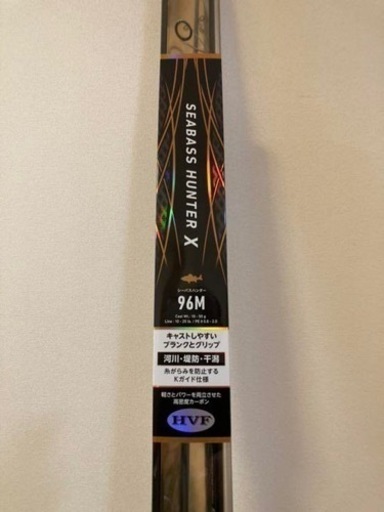 SEABASS HUNTER X
シーバスハンター
96M
キャストしやすい
ブランクとグリップ
河川・堤防・干潟
糸がらみを防止する
Kガイド仕様
軽さとパワーを両立させた
高密度カーボン
HVF